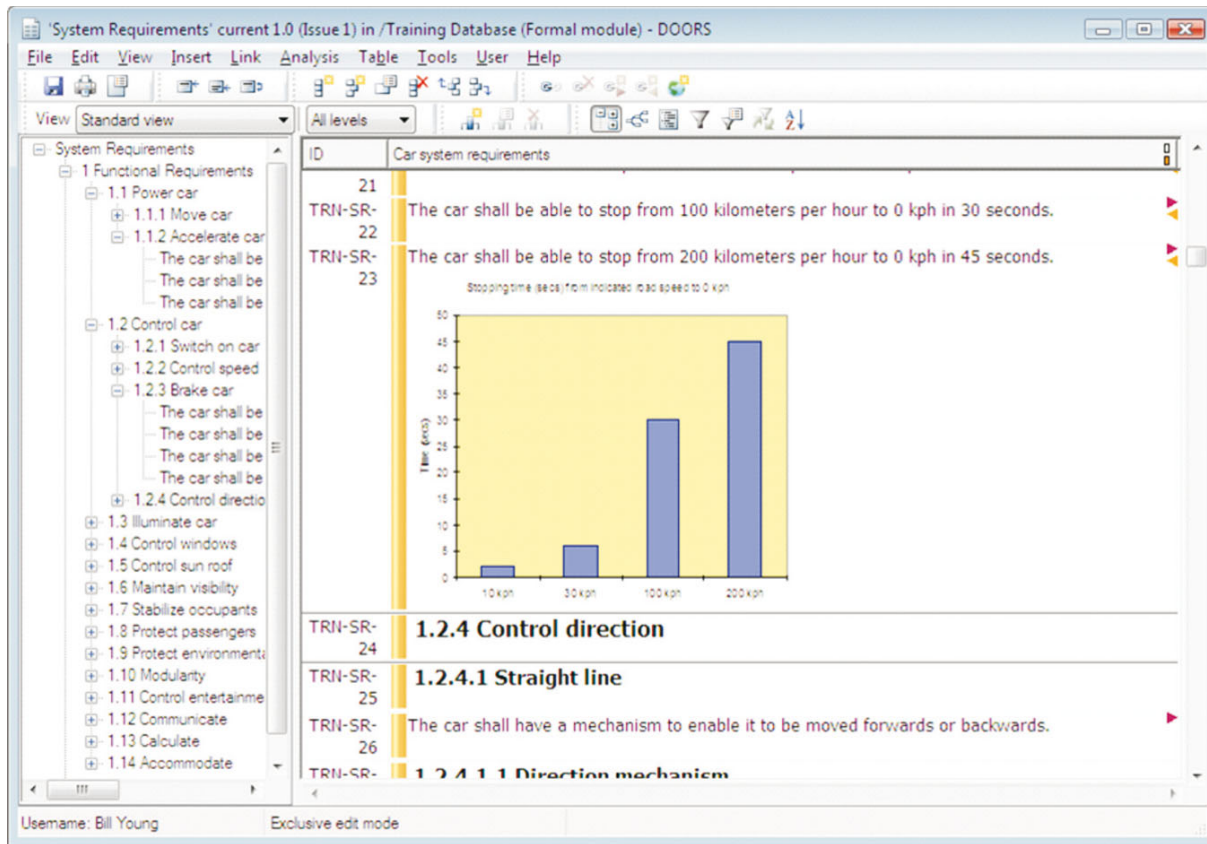 'System Requirements' current 1.0 (Issue 1) in /Training Database (Formal module) - DOORS
File Edit View Insert Link Analysis Table Tools User Help
View Standard view All levels
System Requirements
1 Functional Requirements
1.1 Power car
1.1.1 Move car
1.1.2 Accelerate car
The car shall be
The car shall be
The car shall be
1.2 Control car
1.2.1 Switch on car
1.2.2 Control speed
1.2.3 Brake car
The car shall be
The car shall be
The car shall be
The car shall be
1.2.4 Control directio
1.3 Illuminate car
1.4 Control windows
1.5 Control sun roof
1.6 Maintain visibility
1.7 Stabilize occupants
1.8 Protect passengers
1.9 Protect environmenta
1.10 Modularity
1.11 Control entertainme
1.12 Communicate
1.13 Calculate
1.14 Accommodate
ID Car system requirements
21
TRN-SR- The car shall be able to stop from 100 kilometers per hour to 0 kph in 30 seconds.
22
TRN-SR- The car shall be able to stop from 200 kilometers per hour to 0 kph in 45 seconds.
23
Stopping time (secs) from indicated road speed to 0 kph
50
45
40
35
30
25
20
15
10
5
0
Time (secs)
10 kph 30 kph 100 kph 200 kph
TRN-SR- 1.2.4 Control direction
24
TRN-SR- 1.2.4.1 Straight line
25
TRN-SR- The car shall have a mechanism to enable it to be moved forwards or backwards.
26
TRN-SR- 1.2.4.1.1 Direction mechanism
Username: Bill Young Exclusive edit mode